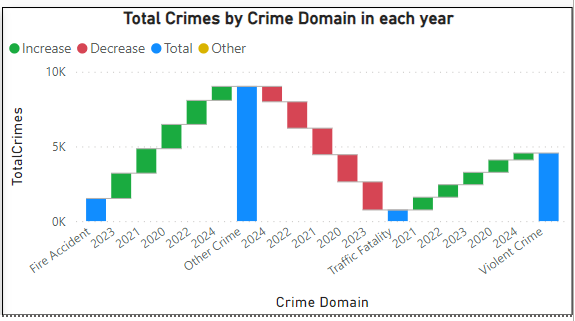 Total Crimes by Crime Domain in each year
Increase Decrease Total Other
10K
5K
0K
TotalCrimes
Fire Accident
2023
2021
2020
2022
2024
Other Crime
2024
2022
2021
2020
2023
Traffic Fatality
2021
2022
2023
2020
2024
Violent Crime
Crime Domain